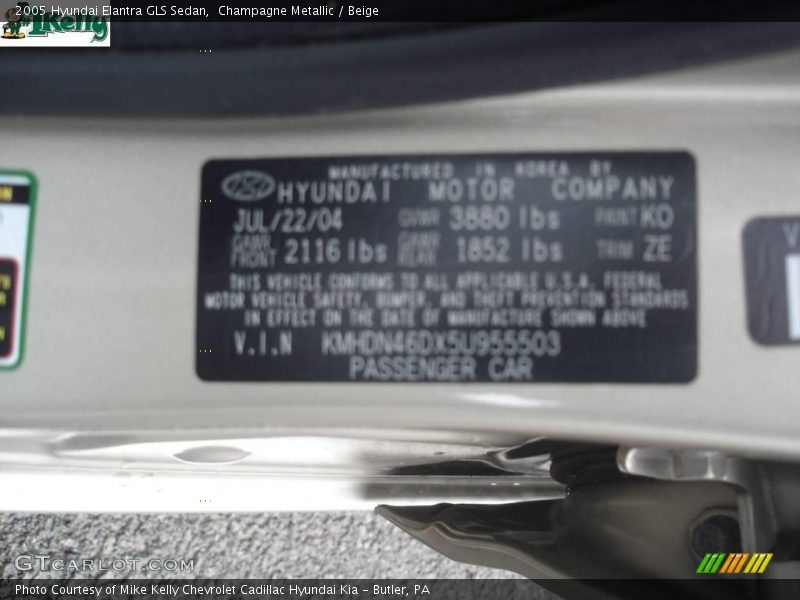 2005 Hyundai Elantra GLS Sedan, Champagne Metallic / Beige
Kelly
MANUFACTURED IN KOREA BY
HYUNDAI MOTOR COMPANY
JUL/22/04 GVWR 3880 lbs PAINT KO
GAWR FRONT 2116 lbs GAWR REAR 1852 lbs TRIM ZE
THIS VEHICLE CONFORMS TO ALL APPLICABLE U.S.A. FEDERAL
MOTOR VEHICLE SAFETY, BUMPER, AND THEFT PREVENTION STANDARDS
IN EFFECT ON THE DATE OF MANUFACTURE SHOWN ABOVE
V.I.N KMHDN46DX5U955503
PASSENGER CAR
GTCARLOT.COM
Photo Courtesy of Mike Kelly Chevrolet Cadillac Hyundai Kia - Butler, PA